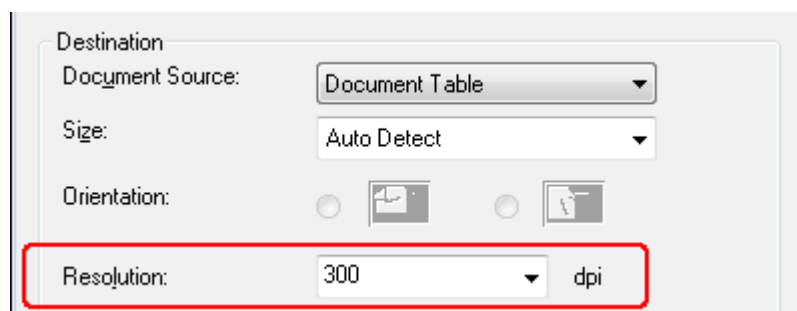 Destination
Document Source: Document Table
Size: Auto Detect
Orientation:
Resolution: 300 dpi